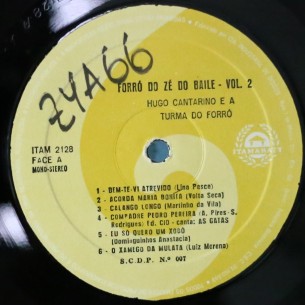 ZYA66
FORRÓ DO ZÉ DO BAILE - VOL. 2
HUGO CANTARINO E A
TURMA DO FORRÓ
ITAM 2128
FACE A
MONO-STEREO
ITAMARATY
1 - BEM-TE-VI ATREVIDO (Lina Pesce)
2 - ACORDA MARIA BONITA (Volta Seca)
3 - CALANGO LONGO (Martinho da Vila)
4 - COMPADRE PEDRO PEREIRA (A. Pires-S.
Rodrigues: Td. CID - canta: AS GATAS
5 - EU SÓ QUERO UM XODÓ
(Dominguinhos Anastacia)
6 - O XAMEGO DA MULATA (Luiz Moreno)
S.C.D.P. N.º 007